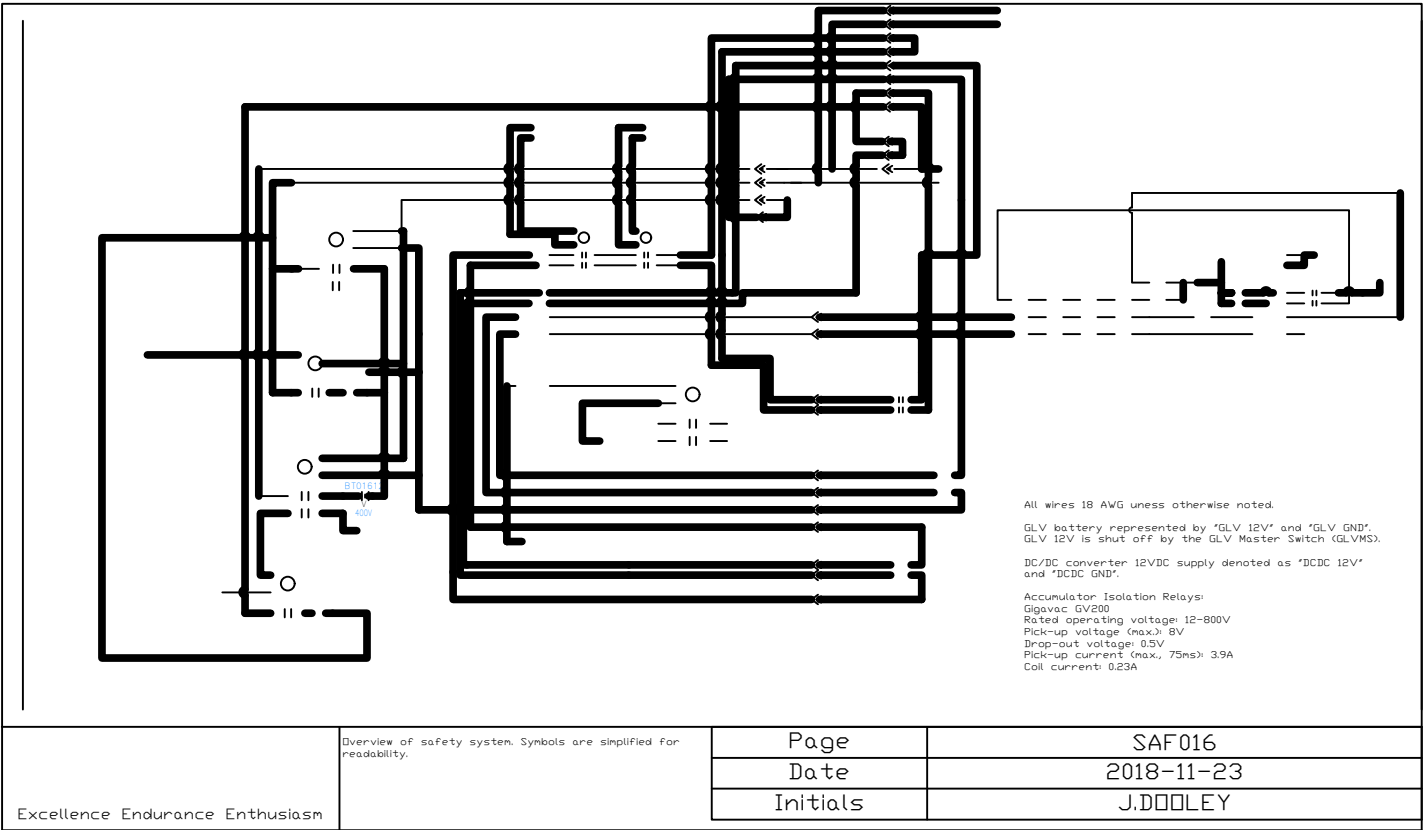 BT0161
400V
All wires 18 AWG uness otherwise noted.
GLV battery represented by "GLV 12V" and "GLV GND".
GLV 12V is shut off by the GLV Master Switch (GLVMS).
DC/DC converter 12VDC supply denoted as "DCDC 12V"
and "DCDC GND".
Accumulator Isolation Relays:
Gigavac GV200
Rated operating voltage: 12-800V
Pick-up voltage (max.): 8V
Drop-out voltage: 0.5V
Pick-up current (max., 75ms): 3.9A
Coil current: 0.23A
Overview of safety system. Symbols are simplified for
readability.
Excellence Endurance Enthusiasm
Page SAF016
Date 2018-11-23
Initials J.DOOLEY